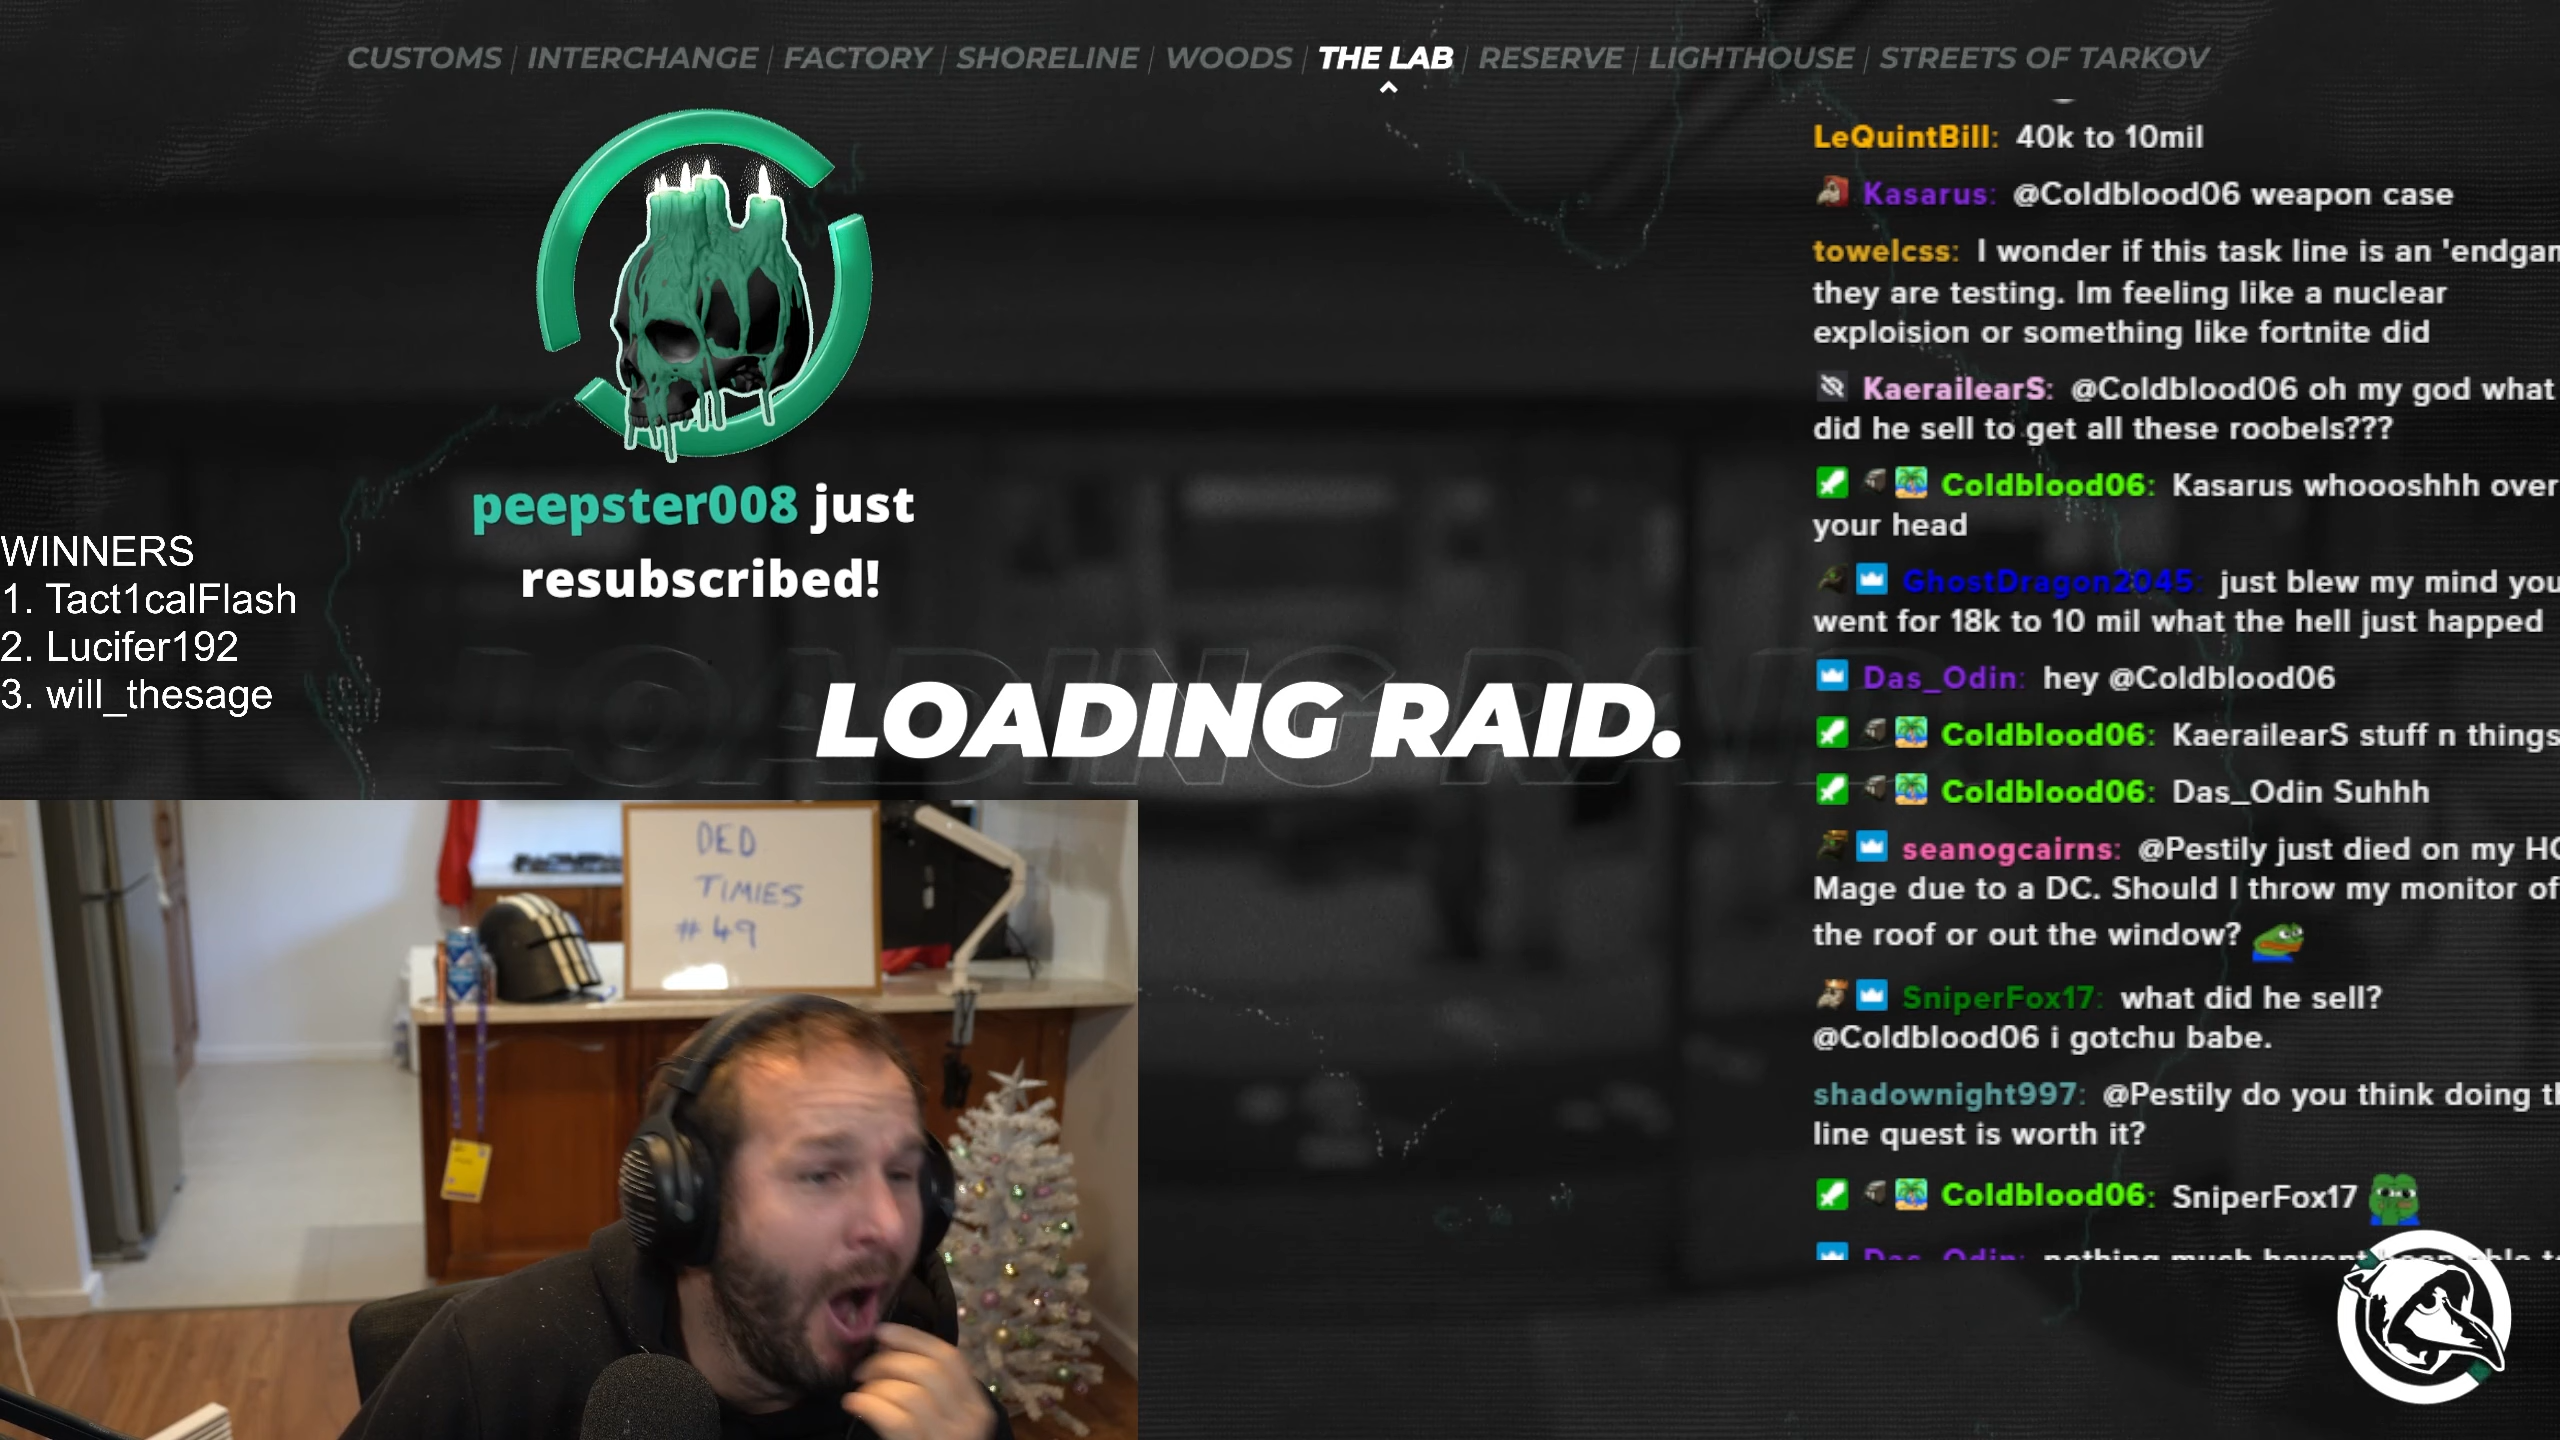 CUSTOMS | INTERCHANGE | FACTORY | SHORELINE | WOODS | THE LAB | RESERVE | LIGHTHOUSE | STREETS OF TARKOV
peepster008 just
resubscribed!
WINNERS
1. Tact1calFlash
2. Lucifer192
3. will_thesage
LOADING RAID.
DED
TIMIES
#49
LeQuintBill: 40k to 10mil
Kasarus: @Coldblood06 weapon case
towelcss: I wonder if this task line is an
they are testing. Im feeling like a nuclear
exploision or something like fortnite did
KaerailearS: @Coldblood06 oh my god what
did he sell to get all these roobels???
Coldblood06: Kasarus whoooshhh over
your head
GhostDragon2045: just blew my mind you
went for 18k to 10 mil what the hell just happed
Das_Odin: hey @Coldblood06
Coldblood06: KaerailearS stuff n things
Coldblood06: Das_Odin Suhhh
seanogcairns: @Pestily just died on my
Mage due to a DC. Should I throw my monitor
the roof or out the window?
SniperFox17: what did he sell?
@Coldblood06 i gotchu babe.
shadownight997: @Pestily do you think doing
line quest is worth it?
Coldblood06: SniperFox17
Das_Odin: nothing much havent been able